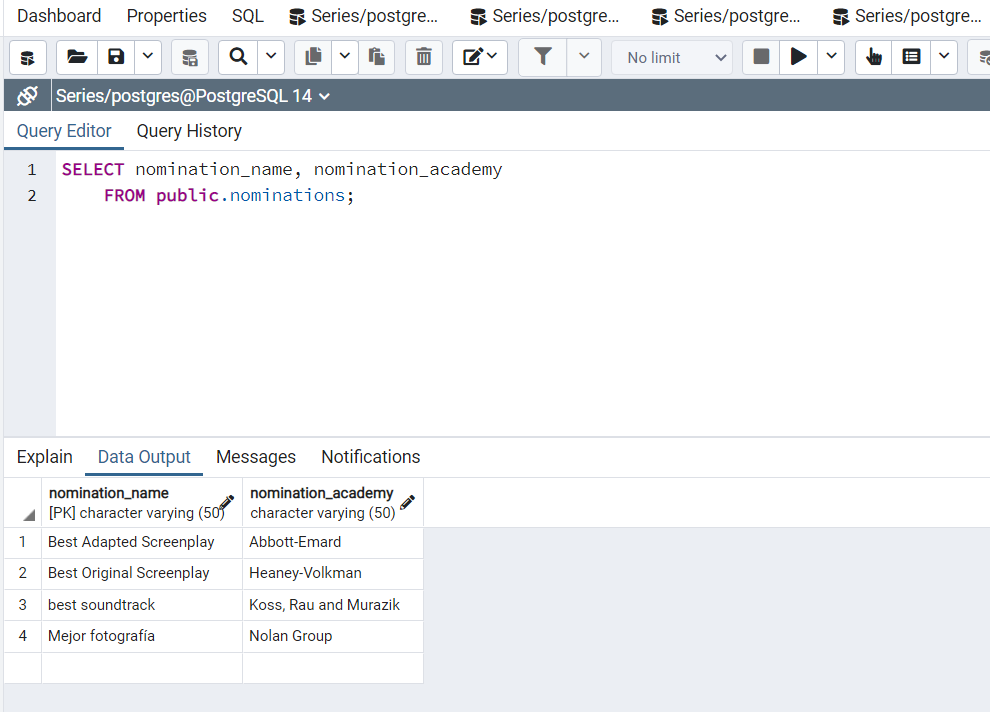 Dashboard Properties SQL Series/postgre... Series/postgre... Series/postgre... Series/postgre...
No limit
Series/postgres@PostgreSQL 14
Query Editor Query History
1 SELECT nomination_name, nomination_academy
2 FROM public.nominations;
Explain Data Output Messages Notifications
nomination_name nomination_academy
[PK] character varying (50) character varying (50)
1 Best Adapted Screenplay Abbott-Emard
2 Best Original Screenplay Heaney-Volkman
3 best soundtrack Koss, Rau and Murazik
4 Mejor fotografía Nolan Group